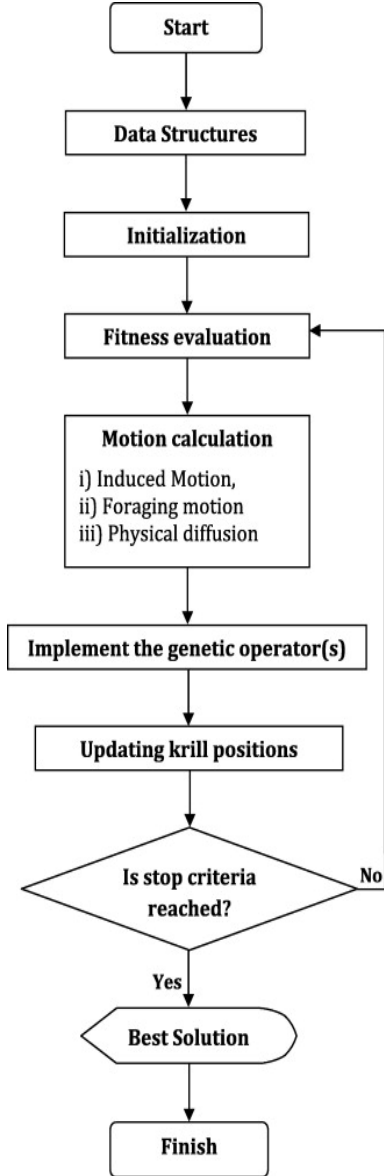 Start
Data Structures
Initialization
Fitness evaluation
Motion calculation
i) Induced Motion,
ii) Foraging motion
iii) Physical diffusion
Implement the genetic operator(s)
Updating krill positions
Is stop criteria
reached?
No
Yes
Best Solution
Finish